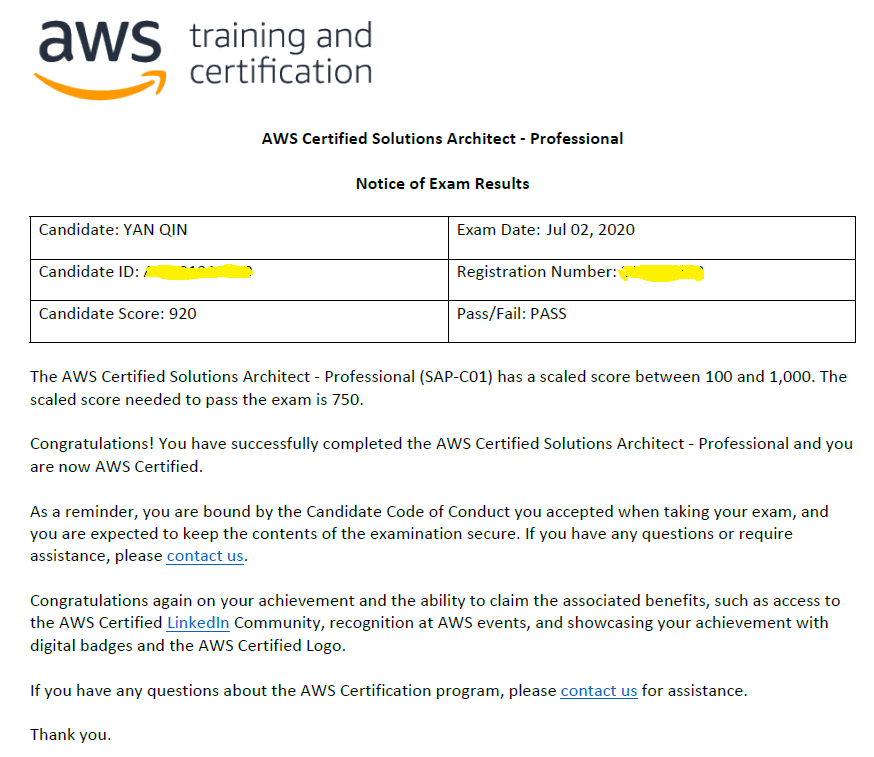 aws training and
certification
AWS Certified Solutions Architect - Professional
Notice of Exam Results
Candidate: YAN QIN
Exam Date: Jul 02, 2020
Candidate ID:
Registration Number:
Candidate Score: 920
Pass/Fail: PASS
The AWS Certified Solutions Architect - Professional (SAP-C01) has a scaled score between 100 and 1,000. The
scaled score needed to pass the exam is 750.
Congratulations! You have successfully completed the AWS Certified Solutions Architect - Professional and you
are now AWS Certified.
As a reminder, you are bound by the Candidate Code of Conduct you accepted when taking your exam, and
you are expected to keep the contents of the examination secure. If you have any questions or require
assistance, please contact us.
Congratulations again on your achievement and the ability to claim the associated benefits, such as access to
the AWS Certified LinkedIn Community, recognition at AWS events, and showcasing your achievement with
digital badges and the AWS Certified Logo.
If you have any questions about the AWS Certification program, please contact us for assistance.
Thank you.